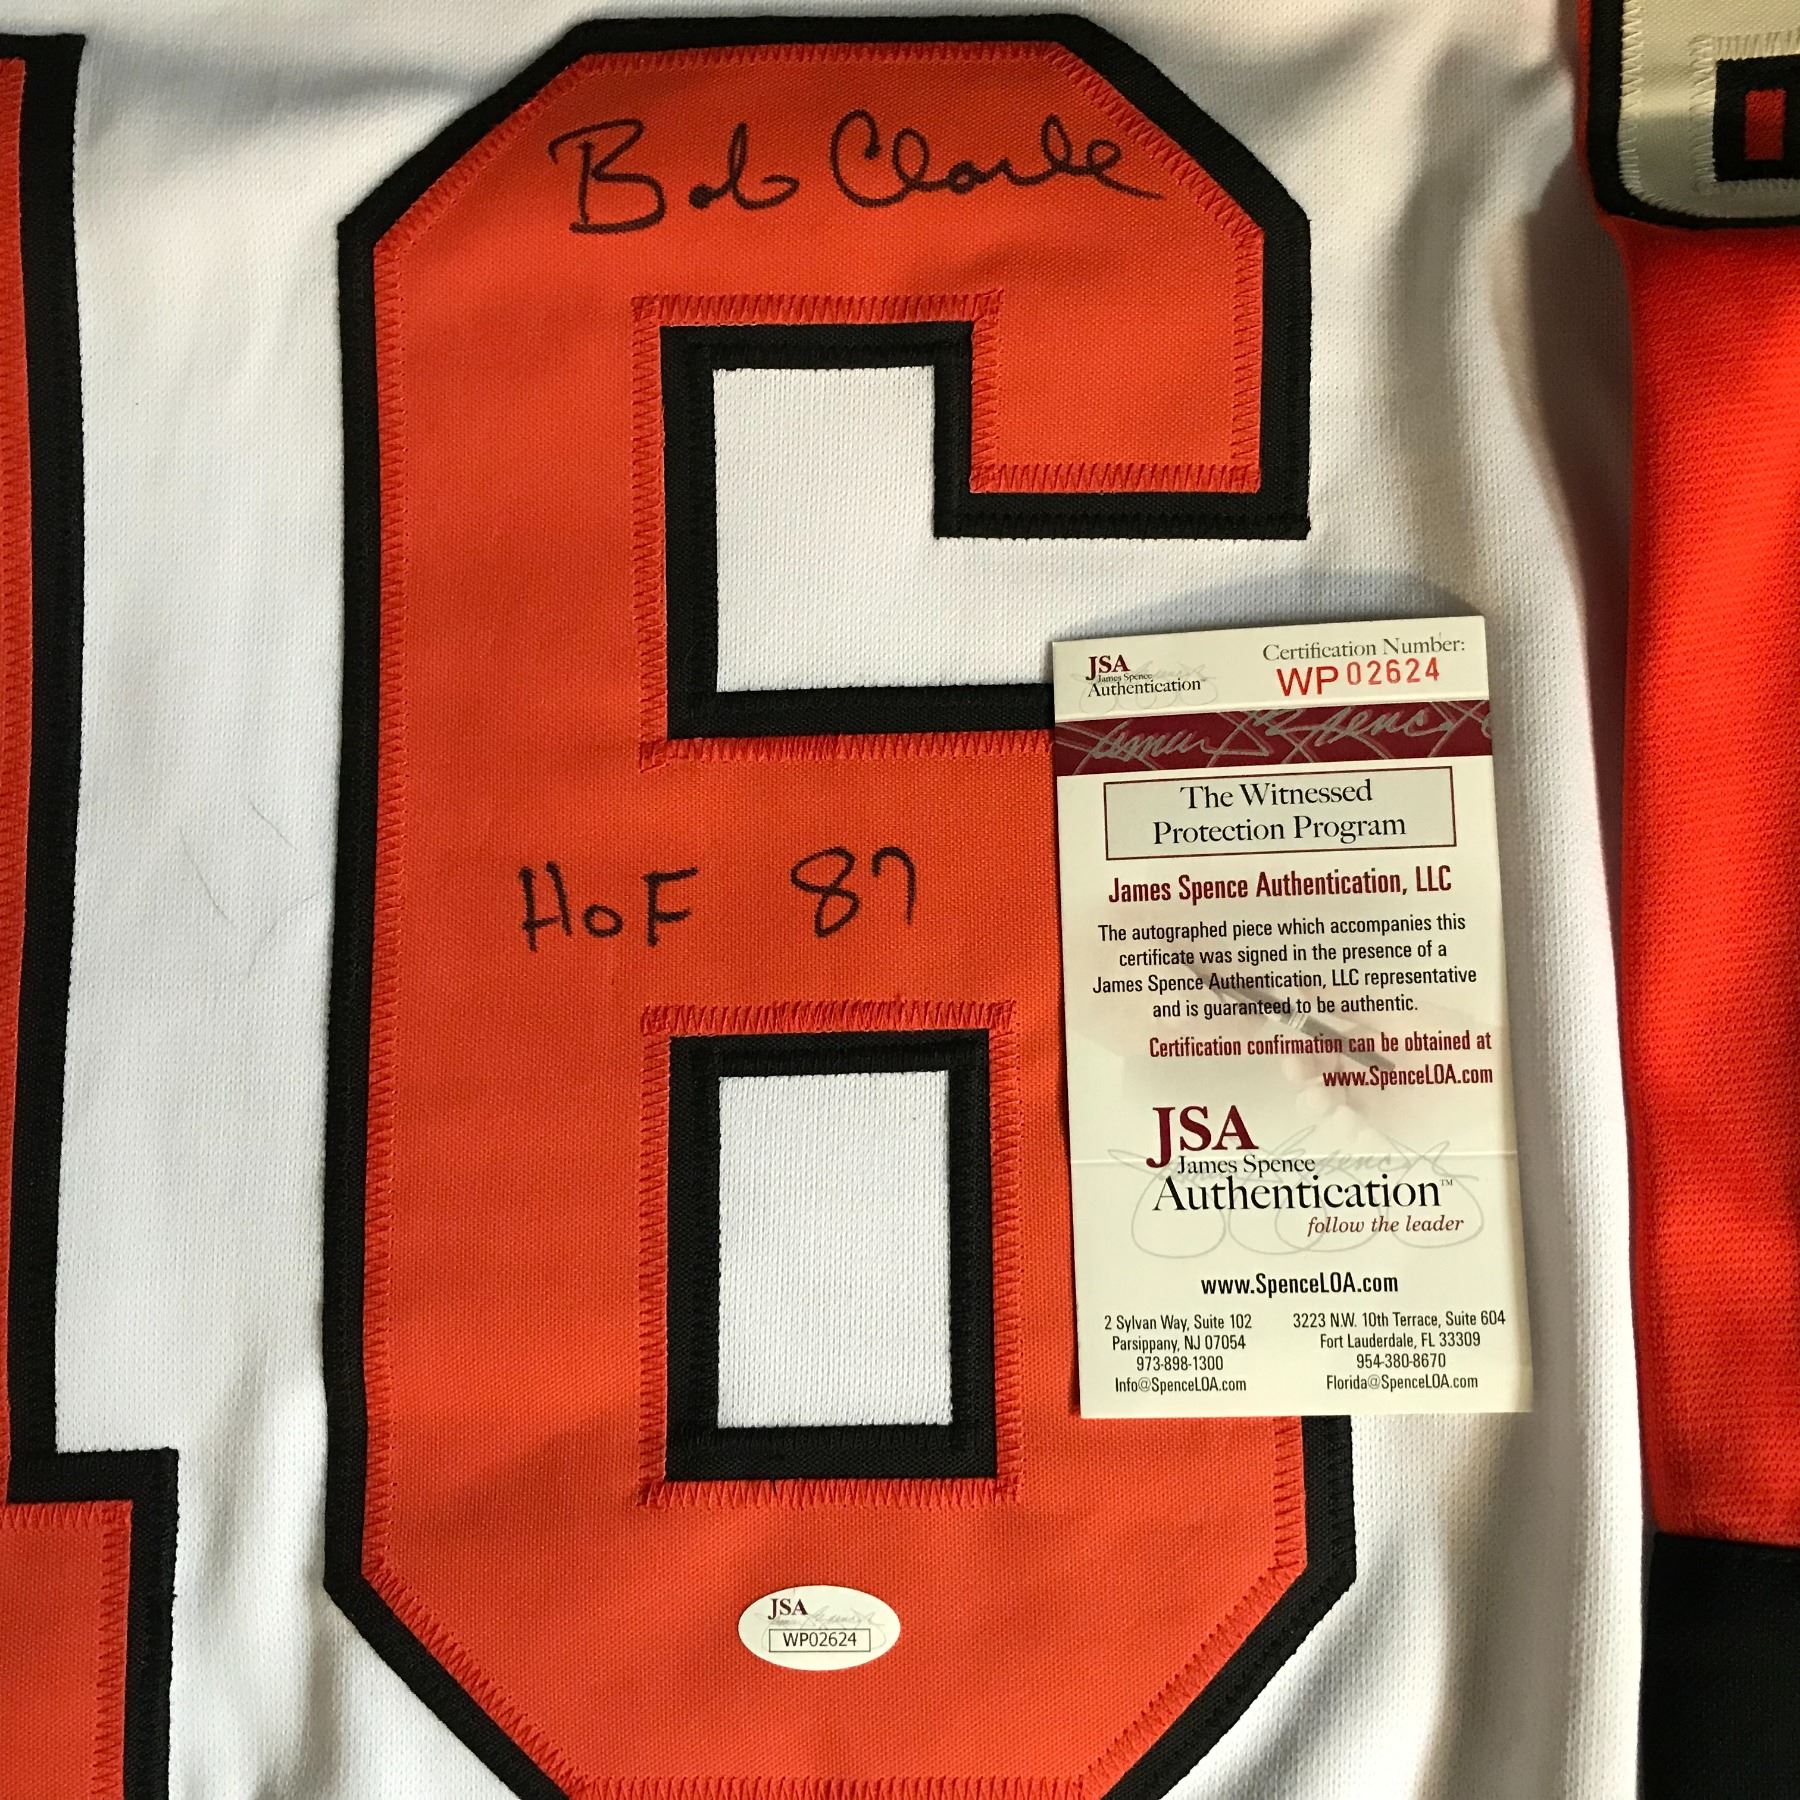 Bob Clarke
6
HoF 87
JSA
James Spence
Authentication
Certification Number:
WP 02624
The Witnessed
Protection Program
James Spence Authentication, LLC
The autographed piece which accompanies this
certificate was signed in the presence of a
James Spence Authentication, LLC representative
and is guaranteed to be authentic.
Certification confirmation can be obtained at
www.SpenceLOA.com
JSA
James Spence
Authentication™
follow the leader
www.SpenceLOA.com
2 Sylvan Way, Suite 102
Parsippany, NJ 07054
973-898-1300
Info@SpenceLOA.com
3223 N.W. 10th Terrace, Suite 604
Fort Lauderdale, FL 33309
954-380-8670
Florida@SpenceLOA.com
JSA
WP02624